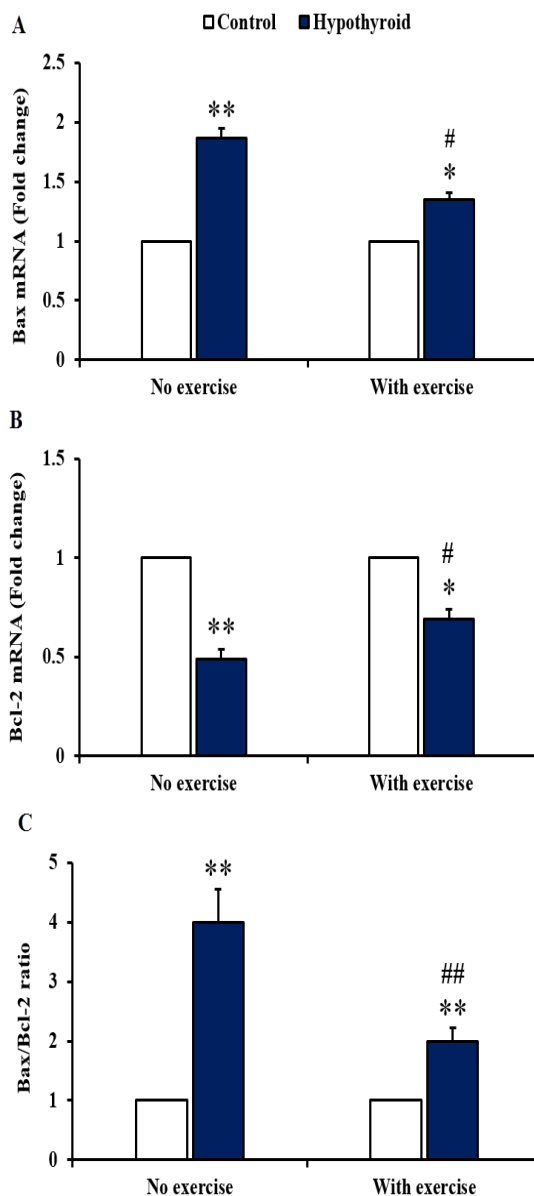 A
Control Hypothyroid
Bax mRNA (Fold change)
2.5
2
1.5
1
0.5
0
**
#
*
No exercise With exercise
B
Bcl-2 mRNA (Fold change)
1.5
1
0.5
0
**
#
*
No exercise With exercise
C
Bax/Bcl-2 ratio
5
4
3
2
1
0
**
##
**
No exercise With exercise